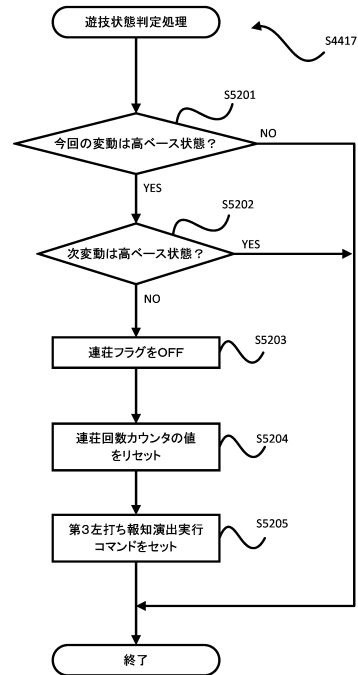 遊技状態判定処理
S4417
S5201
今回の変動は高ベース状態？
NO
YES
S5202
次変動は高ベース状態？
YES
NO
S5203
連荘フラグをOFF
S5204
連荘回数カウンタの値
をリセット
S5205
第３左打ち報知演出実行
コマンドをセット
終了